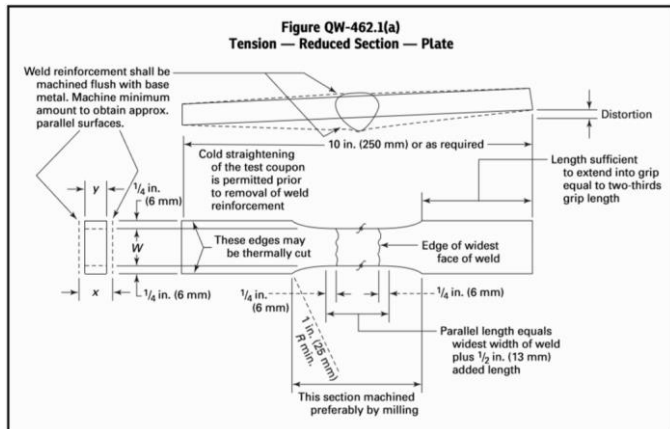 Figure QW-462.1(a)
Tension — Reduced Section — Plate
Weld reinforcement shall be
machined flush with base
metal. Machine minimum
amount to obtain approx.
parallel surfaces.
Distortion
10 in. (250 mm) or as required
Cold straightening
of the test coupon
is permitted prior
to removal of weld
reinforcement
Length sufficient
to extend into grip
equal to two-thirds
grip length
y
1/4 in.
(6 mm)
These edges may
be thermally cut
W
Edge of widest
face of weld
x
1/4 in. (6 mm)
1/4 in.
(6 mm)
1/4 in. (6 mm)
1 in. (25 mm)
R min.
Parallel length equals
widest width of weld
plus 1/2 in. (13 mm)
added length
This section machined
preferably by milling